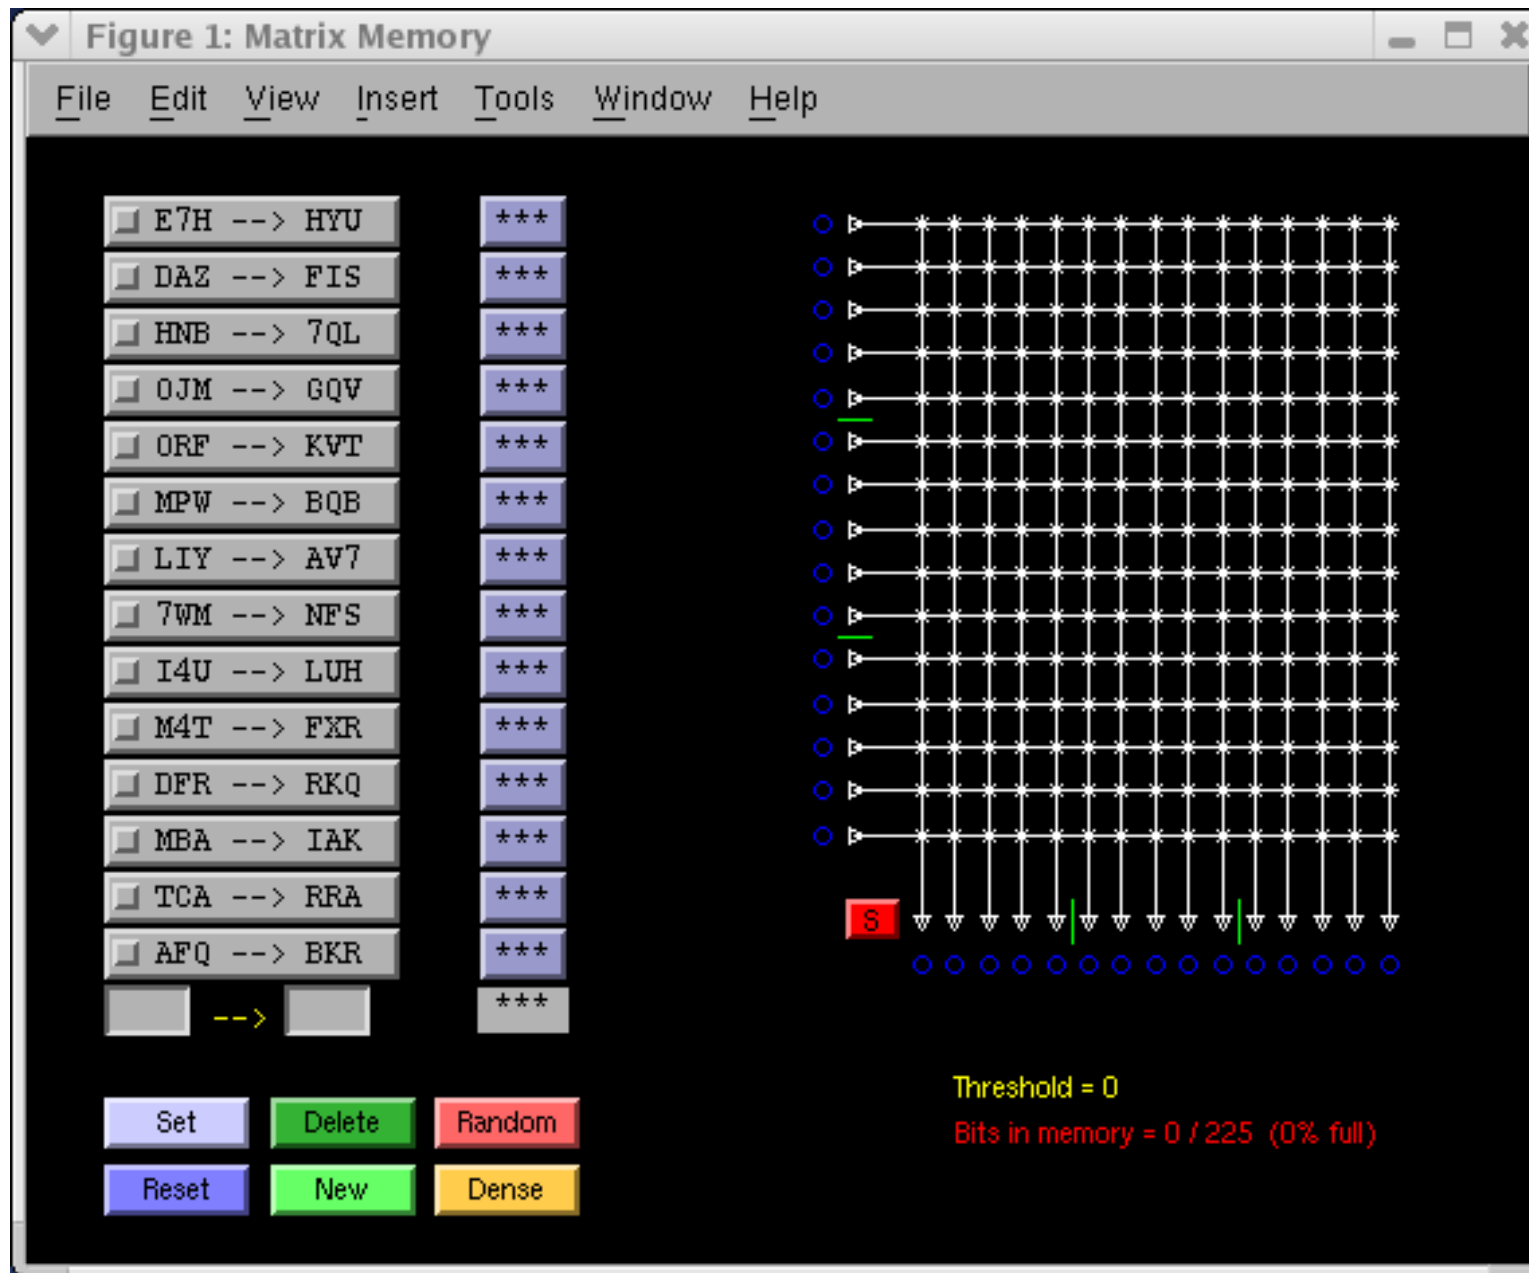 Figure 1: Matrix Memory
File Edit View Insert Tools Window Help
E7H --> HYU ***
DAZ --> FIS ***
HNB --> 7QL ***
OJM --> GQV ***
ORF --> KVT ***
MPW --> BQB ***
LIY --> AV7 ***
7WM --> NFS ***
I4U --> LUH ***
M4T --> FXR ***
DFR --> RKQ ***
MBA --> IAK ***
TCA --> RRA ***
S
AFQ --> BKR ***
--> ***
Threshold = 0
Set Delete Random
Bits in memory = 0 / 225 (0% full)
Reset New Dense